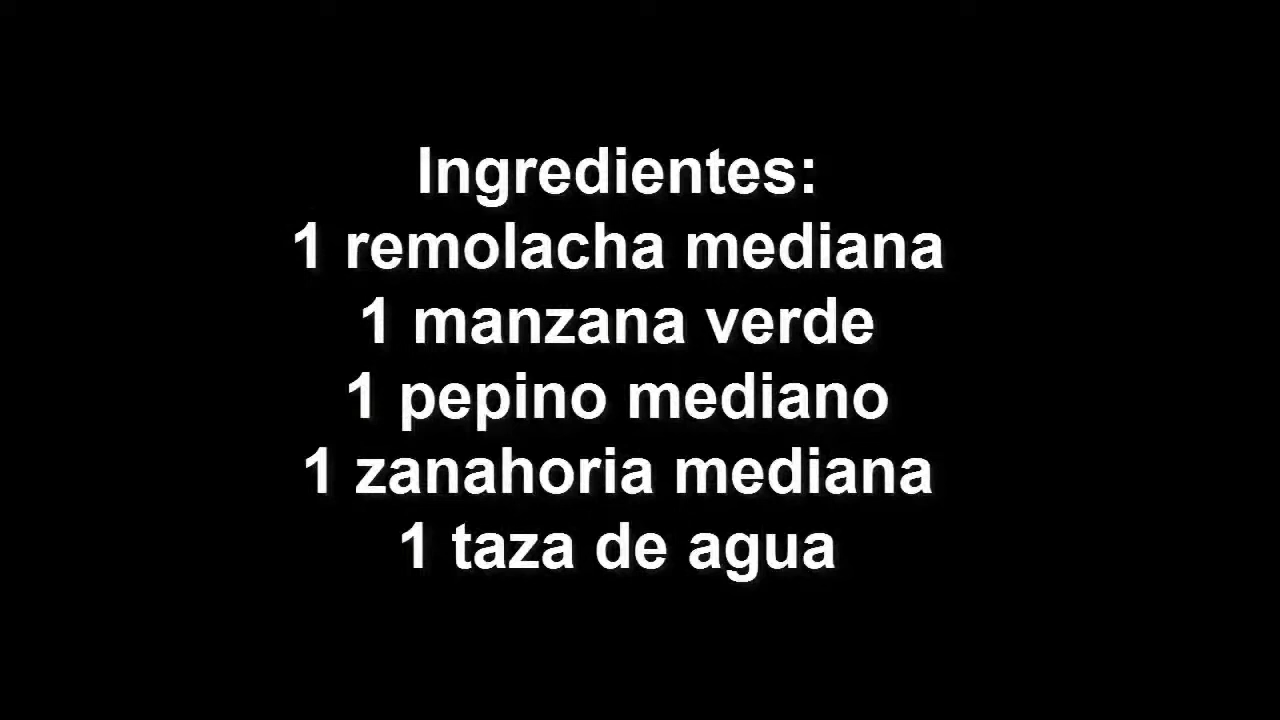 Ingredientes:
1 remolacha mediana
1 manzana verde
1 pepino mediano
1 zanahoria mediana
1 taza de agua